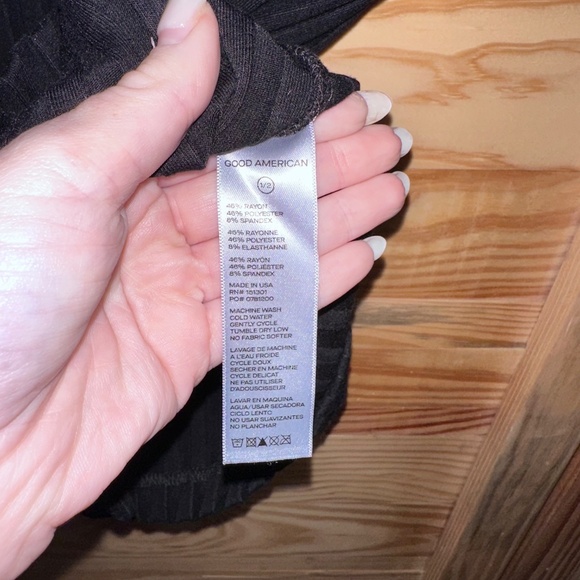 GOOD AMERICAN
1/2
46% RAYON
46% POLYESTER
8% SPANDEX
46% RAYONNE
46% POLYESTER
8% ELASTHANNE
46% RAYON
46% POLIESTER
8% SPANDEX
MADE IN USA
RN# 151301
PO# 0781500
MACHINE WASH
COLD WATER
GENTLY CYCLE
TUMBLE DRY LOW
NO FABRIC SOFTER
LAVAGE DE MACHINE
A L'EAU FROIDE
CYCLE DOUX
SECHER EN MACHINE
CYCLE DELICAT
NE PAS UTILISER
D'ADOUSCISSEUR
LAVAR EN MAQUINA
AGUA/USAR SECADORA
CICLO LENTO
NO USAR SUAVIZANTES
NO PLANCHAR